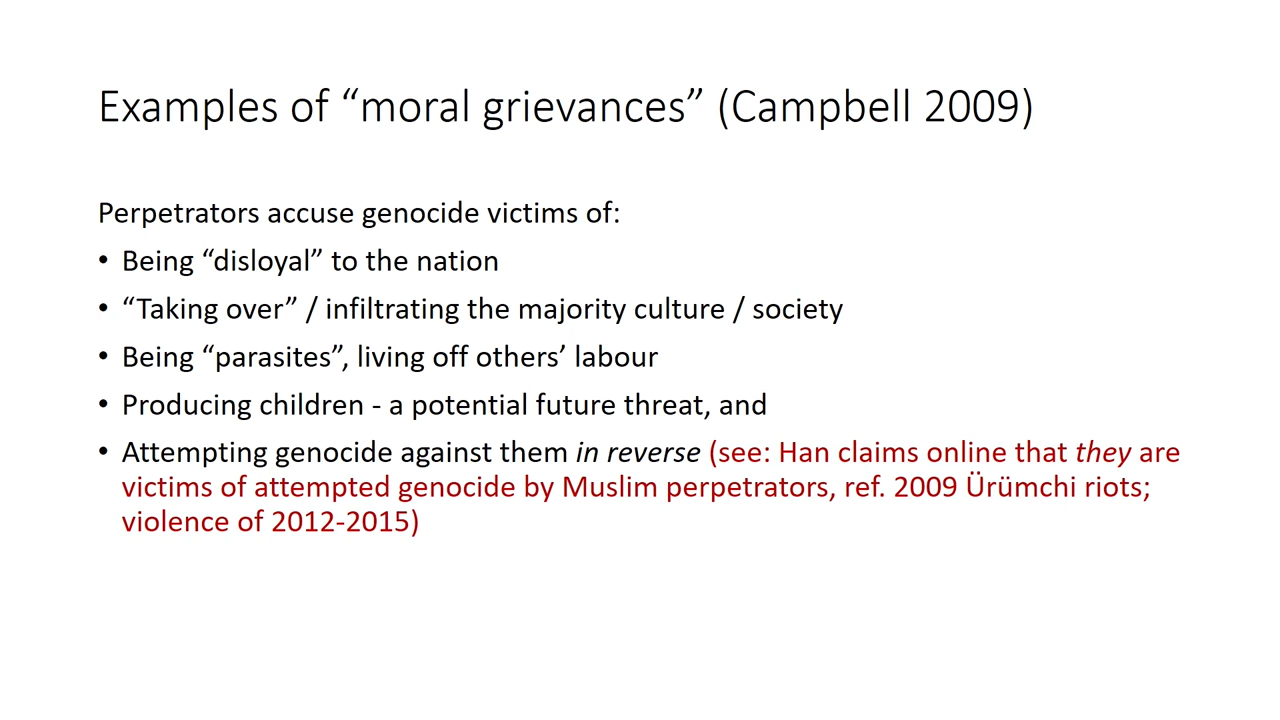 Examples of “moral grievances” (Campbell 2009)
Perpetrators accuse genocide victims of:
• Being “disloyal” to the nation
• “Taking over” / infiltrating the majority culture / society
• Being “parasites”, living off others’ labour
• Producing children - a potential future threat, and
• Attempting genocide against them in reverse (see: Han claims online that they are
victims of attempted genocide by Muslim perpetrators, ref. 2009 Ürümchi riots;
violence of 2012-2015)